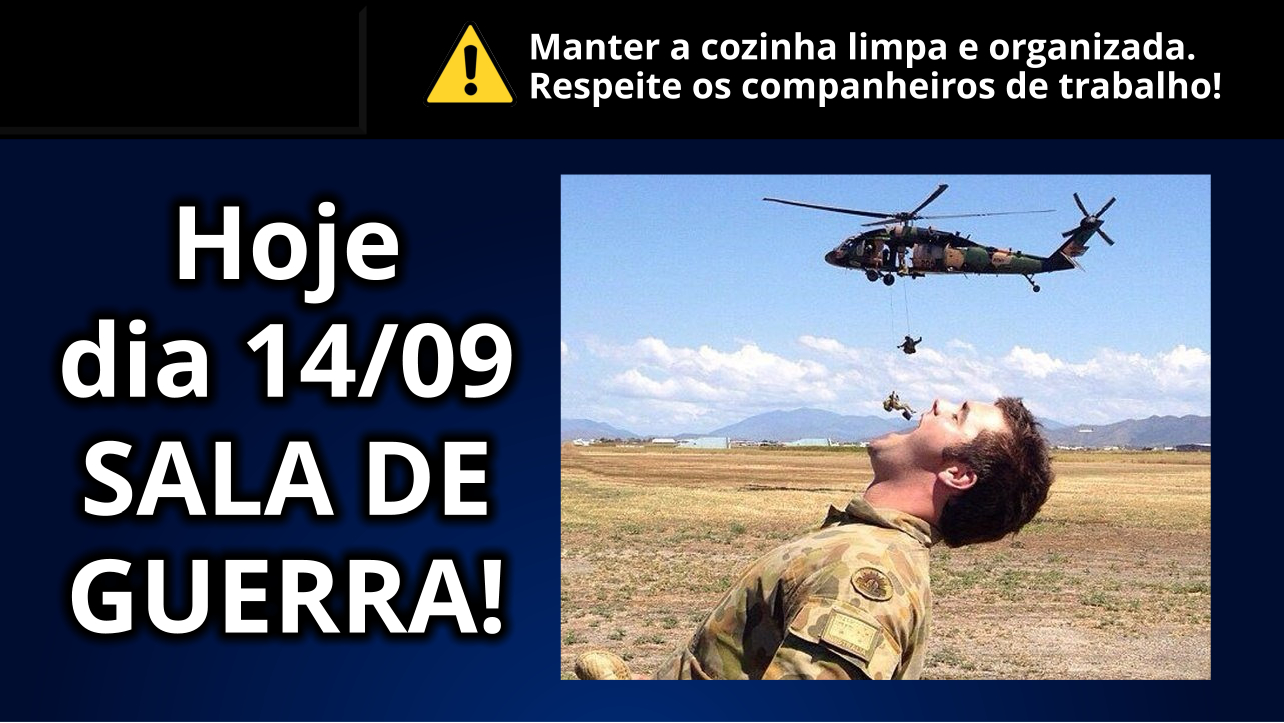 Manter a cozinha limpa e organizada.
Respeite os companheiros de trabalho!
Hoje
dia 14/09
SALA DE
GUERRA!